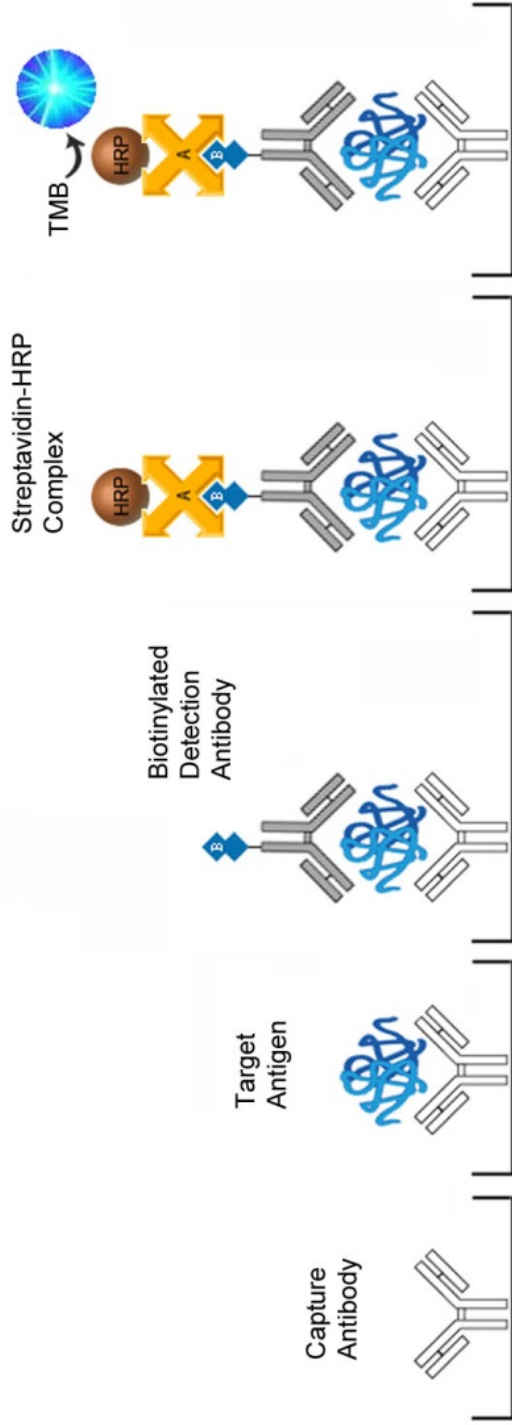 Capture
Antibody
Target
Antigen
Biotinylated
Detection
Antibody
B
Streptavidin-HRP
Complex
HRP
A
B
TMB
HRP
A
B